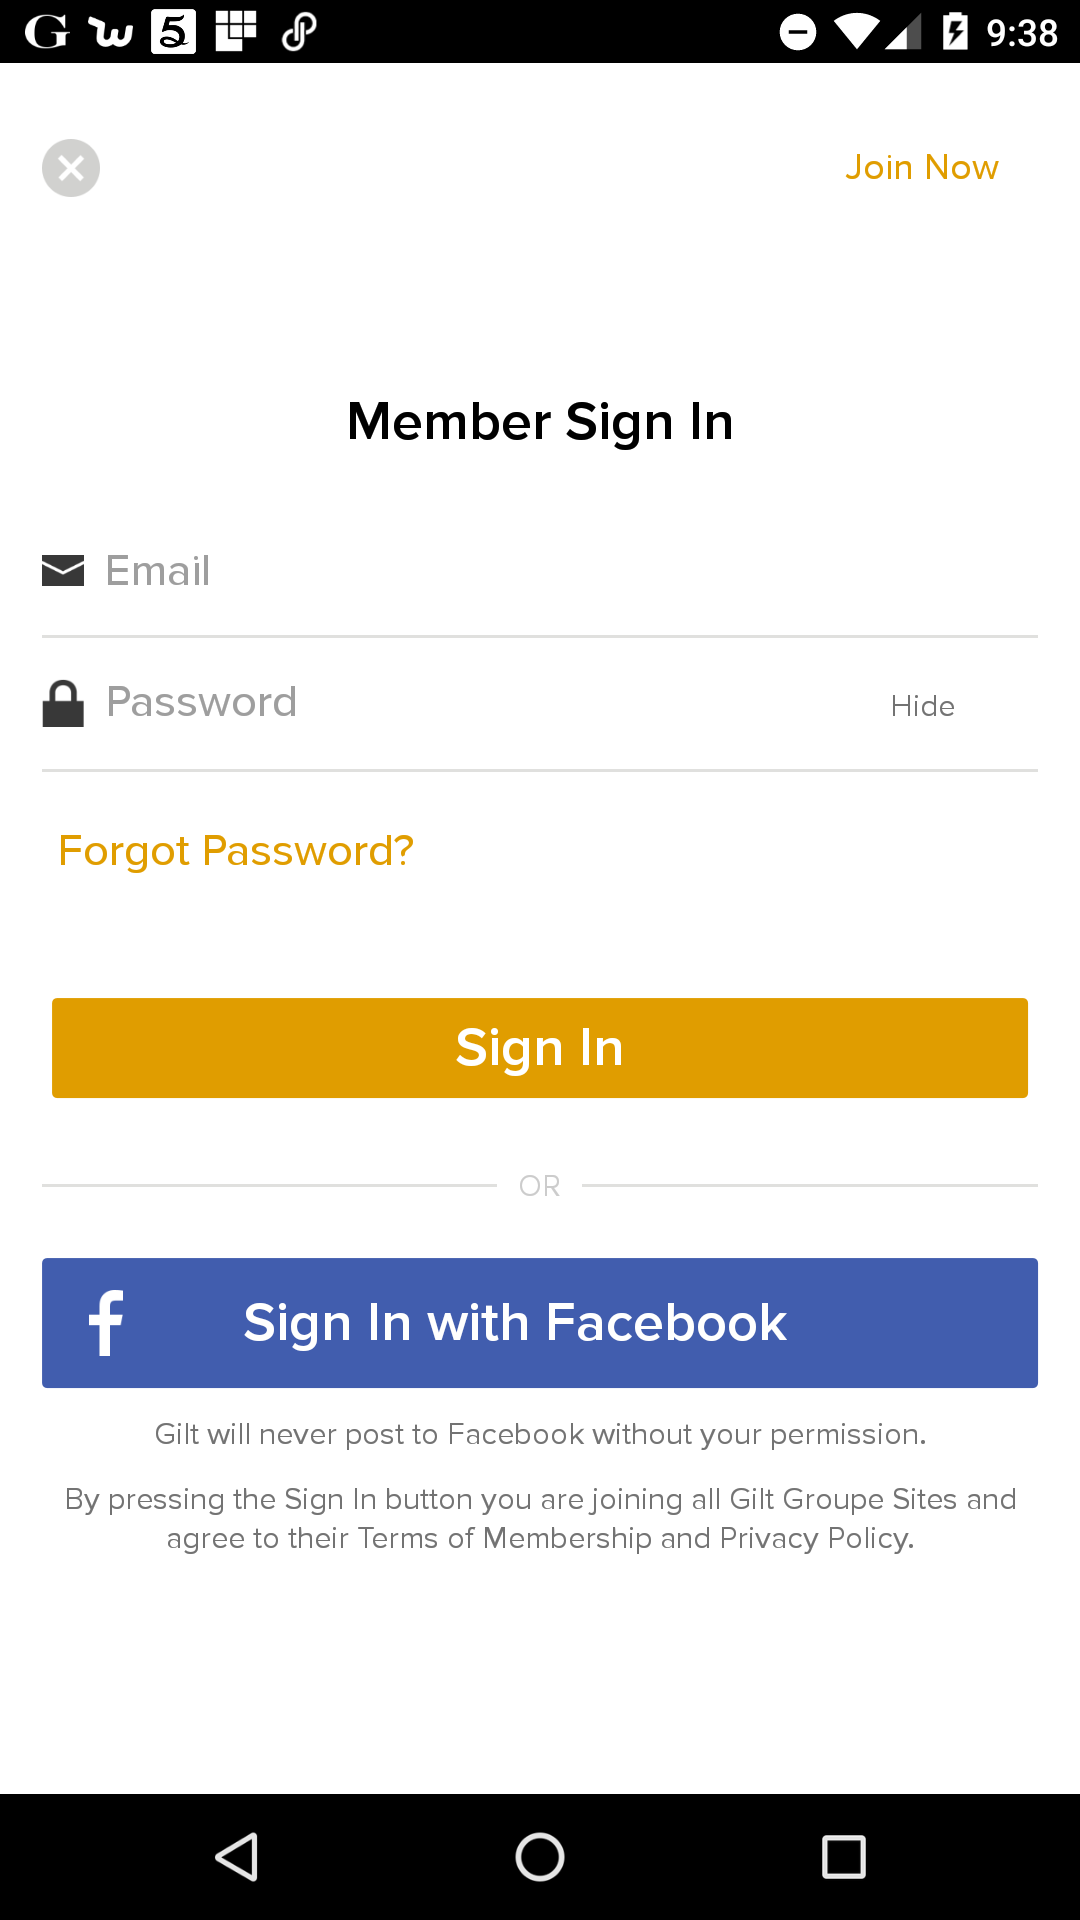 9:38
Join Now
Member Sign In
Email
Password
Hide
Forgot Password?
Sign In
OR
Sign In with Facebook
Gilt will never post to Facebook without your permission.
By pressing the Sign In button you are joining all Gilt Groupe Sites and
agree to their Terms of Membership and Privacy Policy.